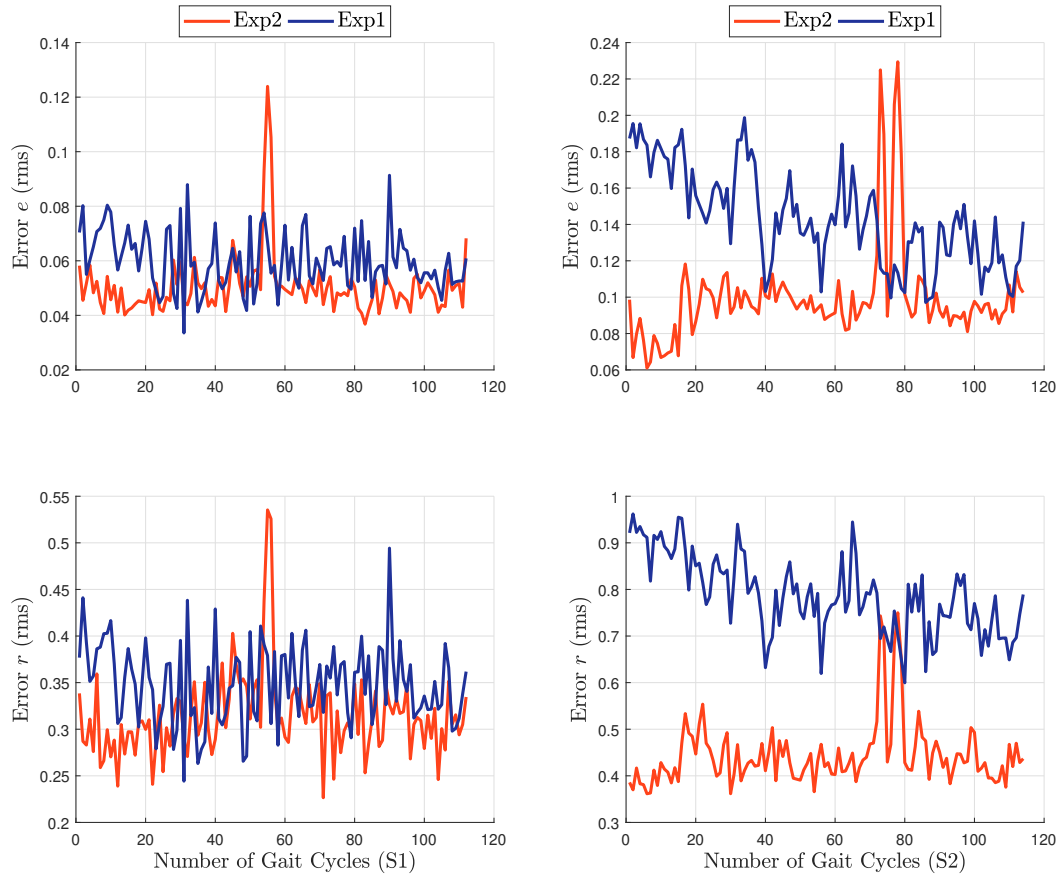 Exp2 Exp1
Error e (rms)
0.14
0.12
0.1
0.08
0.06
0.04
0.02
0 20 40 60 80 100 120
Exp2 Exp1
Error e (rms)
0.24
0.22
0.2
0.18
0.16
0.14
0.12
0.1
0.08
0.06
0 20 40 60 80 100 120
Error r (rms)
0.55
0.5
0.45
0.4
0.35
0.3
0.25
0.2
0 20 40 60 80 100 120
Number of Gait Cycles (S1)
Error r (rms)
1
0.9
0.8
0.7
0.6
0.5
0.4
0.3
0 20 40 60 80 100 120
Number of Gait Cycles (S2)